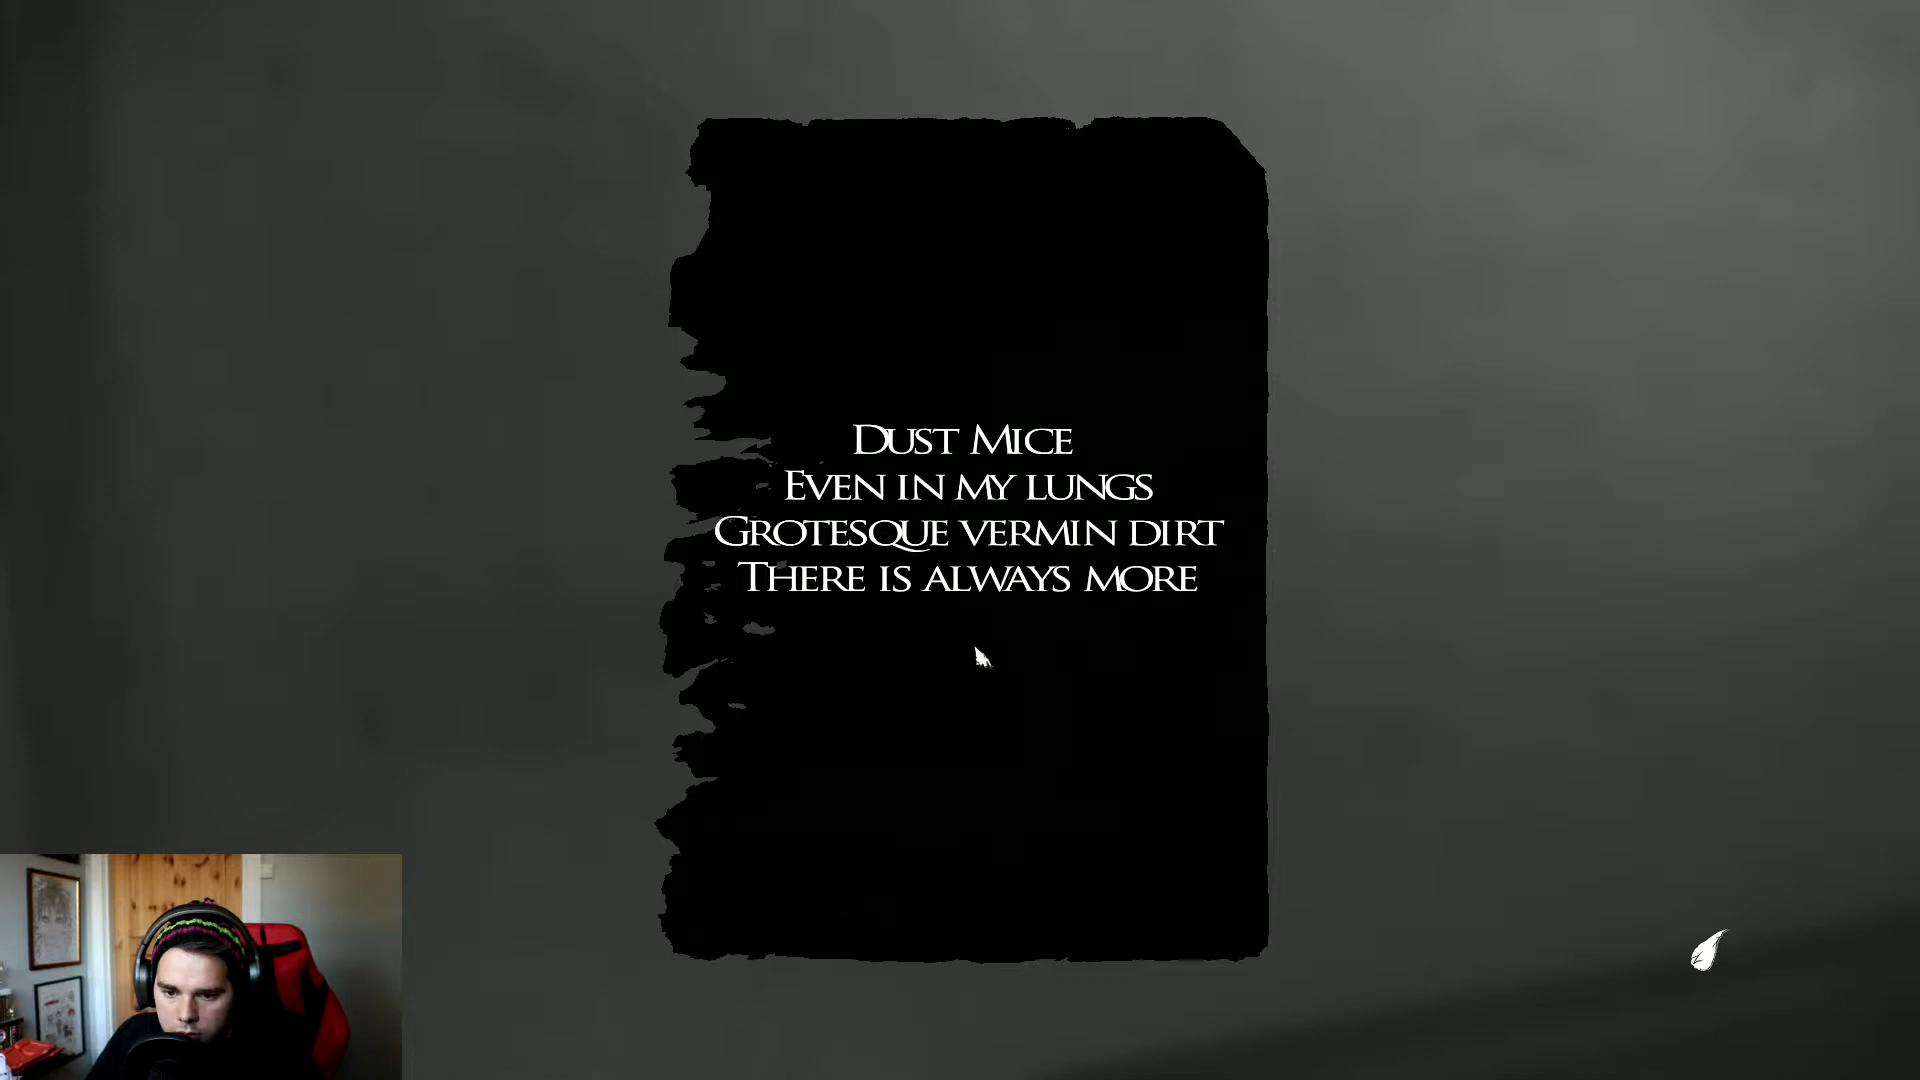 Dust Mice
Even in my lungs
Grotesque vermin dirt
There is always more